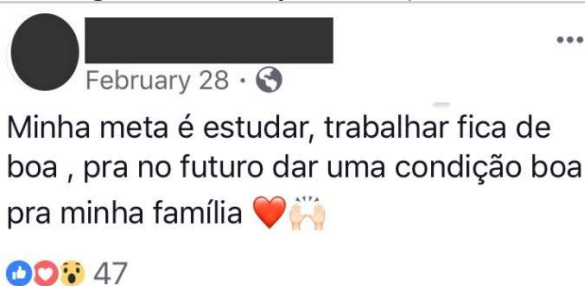 February 28 ·
Minha meta é estudar, trabalhar fica de
boa , pra no futuro dar uma condição boa
pra minha família ❤️🙌🏻
47